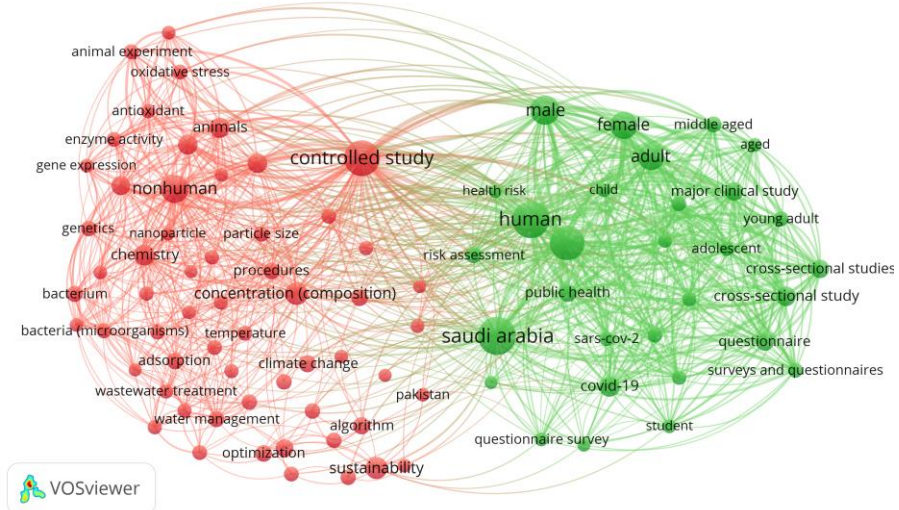 animal experiment
oxidative stress
antioxidant
enzyme activity
animals
gene expression
nonhuman
controlled study
genetics
nanoparticle
particle size
chemistry
procedures
bacterium
concentration (composition)
bacteria (microorganisms)
temperature
adsorption
climate change
wastewater treatment
pakistan
water management
algorithm
optimization
sustainability
male
female
middle aged
aged
adult
health risk
child
major clinical study
human
young adult
risk assessment
adolescent
cross-sectional studies
public health
cross-sectional study
saudi arabia
sars-cov-2
questionnaire
surveys and questionnaires
covid-19
student
questionnaire survey
VOSviewer